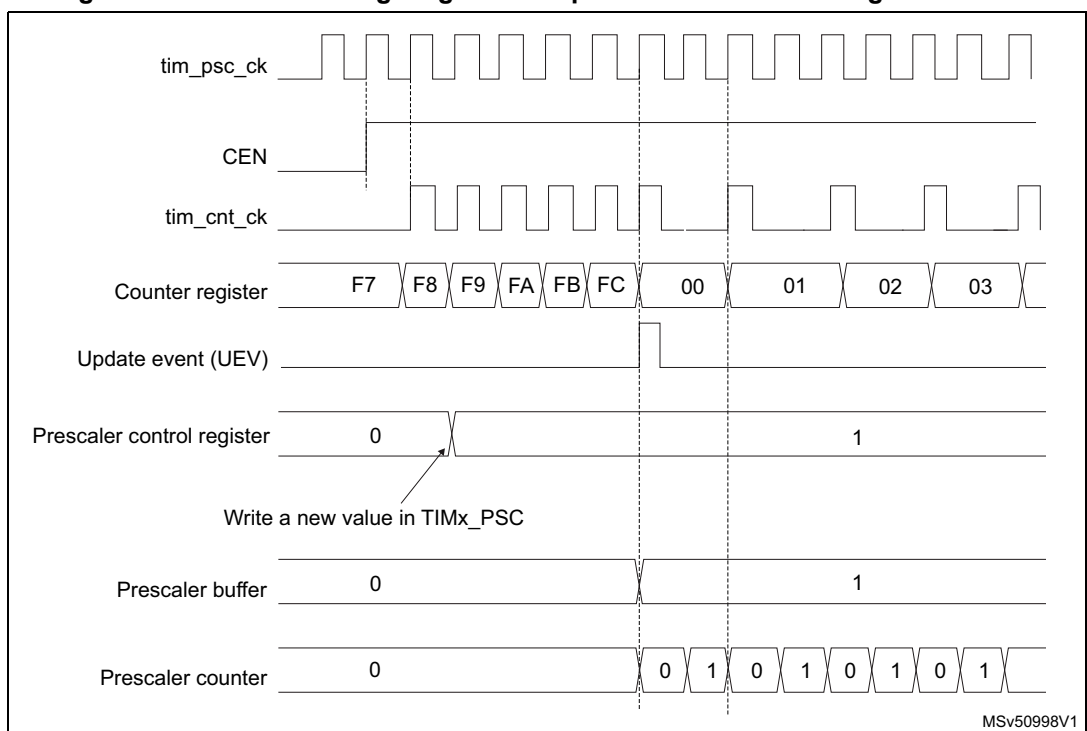 tim_psc_ck
CEN
tim_cnt_ck
Counter register F7 F8 F9 FA FB FC 00 01 02 03
Update event (UEV)
Prescaler control register 0 1
Write a new value in TIMx_PSC
Prescaler buffer 0 1
Prescaler counter 0 0 1 0 1 0 1 0 1
MSv50998V1